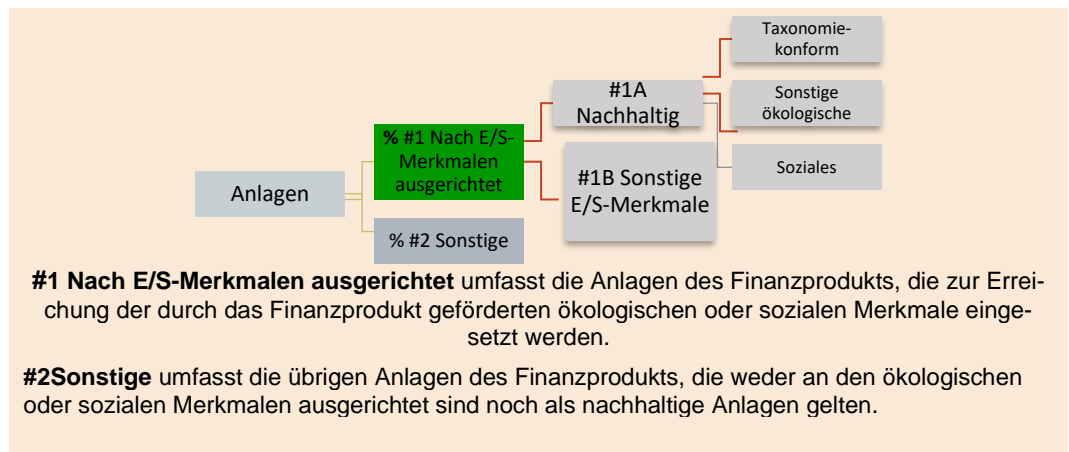 Taxonomie-
konform
#1A
Nachhaltig
Sonstige
ökologische
% #1 Nach E/S-
Merkmalen
ausgerichtet
Anlagen
#1B Sonstige
E/S-Merkmale
Soziales
% #2 Sonstige
#1 Nach E/S-Merkmalen ausgerichtet umfasst die Anlagen des Finanzprodukts, die zur Errei-
chung der durch das Finanzprodukt geförderten ökologischen oder sozialen Merkmale einge-
setzt werden.
#2Sonstige umfasst die übrigen Anlagen des Finanzprodukts, die weder an den ökologischen
oder sozialen Merkmalen ausgerichtet sind noch als nachhaltige Anlagen gelten.